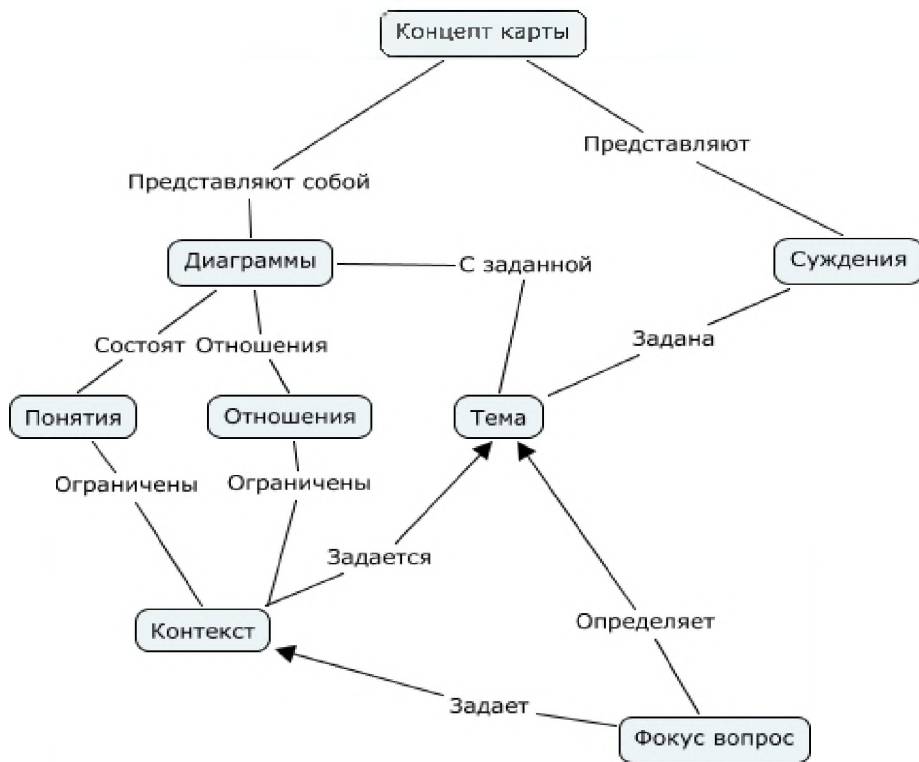 Концепт карты
Представляют
Представляют собой
Диаграммы
С заданной
Суждения
Состоят
Отношения
Задана
Понятия
Отношения
Тема
Ограничены
Ограничены
Задается
Контекст
Определяет
Задает
Фокус вопрос